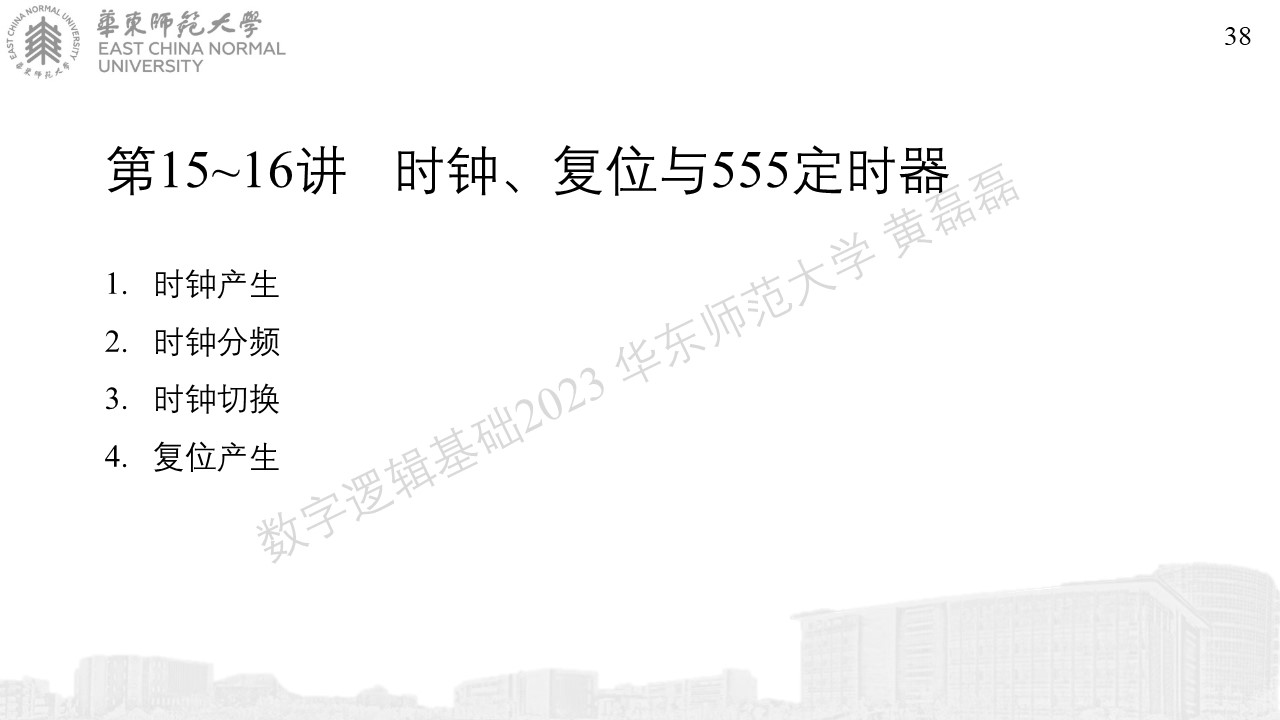 華東師範大學
EAST CHINA NORMAL
UNIVERSITY
EAST CHINA NORMAL UNIVERSITY
華東师范大学
38
第15~16讲 时钟、复位与555定时器
1. 时钟产生
2. 时钟分频
3. 时钟切换
4. 复位产生
数字逻辑基础2023 华东师范大学 黄磊磊